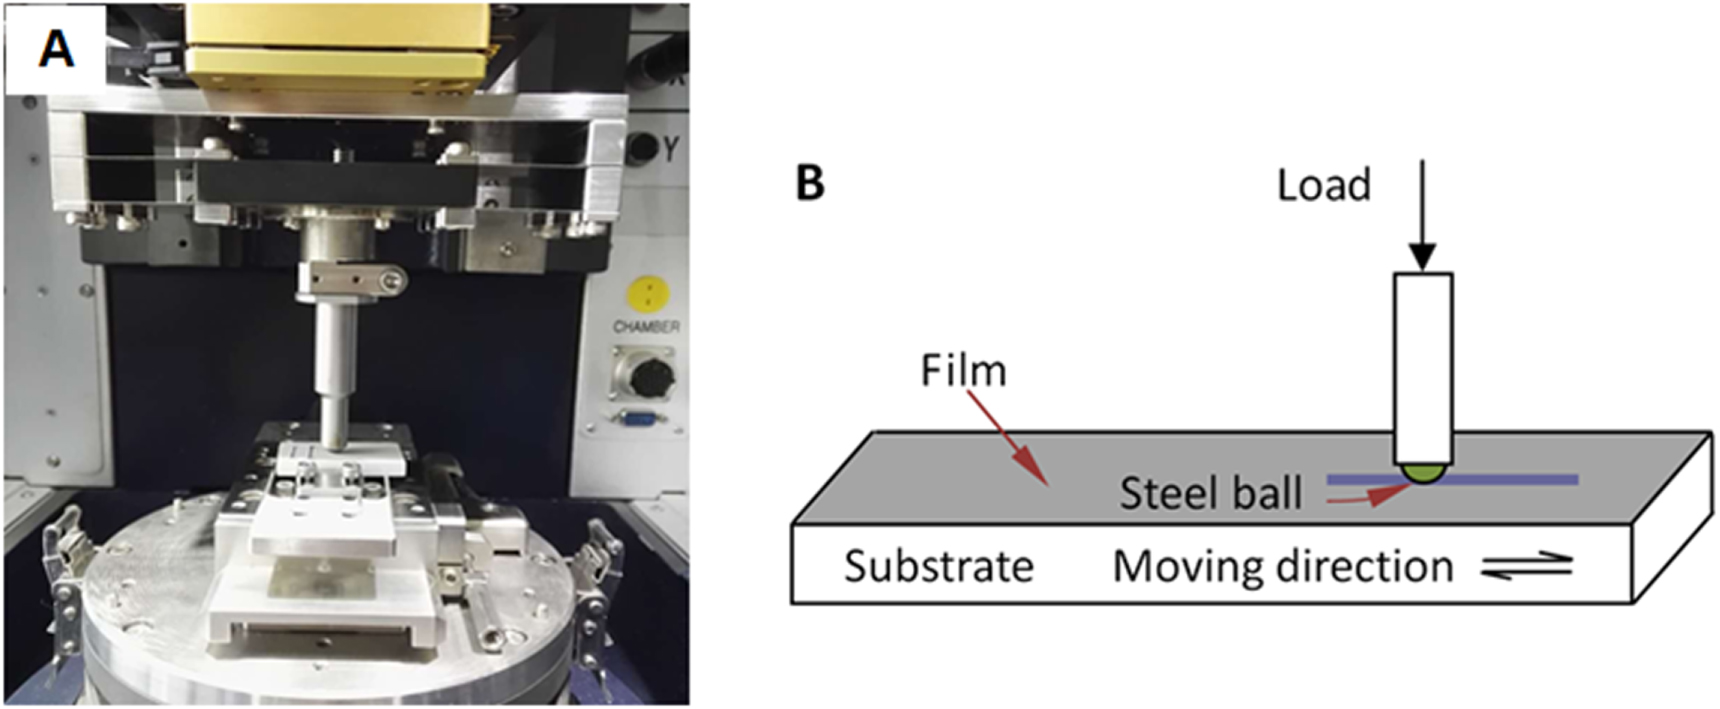 A
X
Y
CHAMBER
B
Load
Film
Steel ball
Substrate
Moving direction